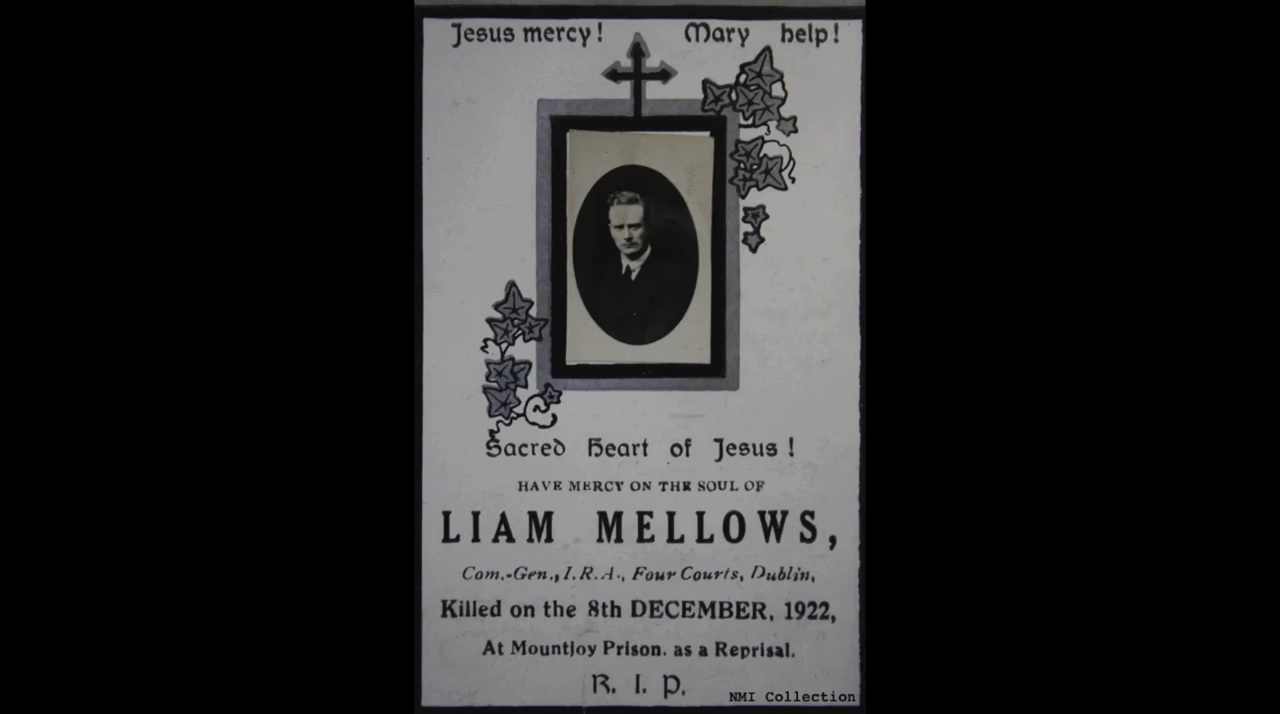 Jesus mercy! Mary help!
Sacred Heart of Jesus!
HAVE MERCY ON THE SOUL OF
LIAM MELLOWS,
Com.-Gen., I.R.A., Four Courts, Dublin,
Killed on the 8th DECEMBER, 1922,
At Mountjoy Prison. as a Reprisal.
R. I. P.
NMI Collection